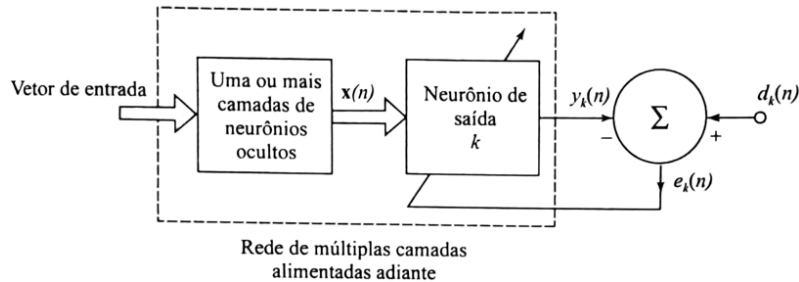 Vetor de entrada
Uma ou mais
camadas de
neurônios
ocultos
x(n)
Neurônio de
saída
k
yₖ(n)
−
Σ
dₖ(n)
+
eₖ(n)
Rede de múltiplas camadas
alimentadas adiante